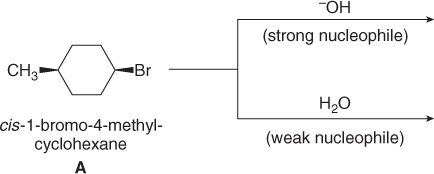 ⁻OH
(strong nucleophile)
CH₃ Br
H₂O
(weak nucleophile)
cis-1-bromo-4-methyl-
cyclohexane
A